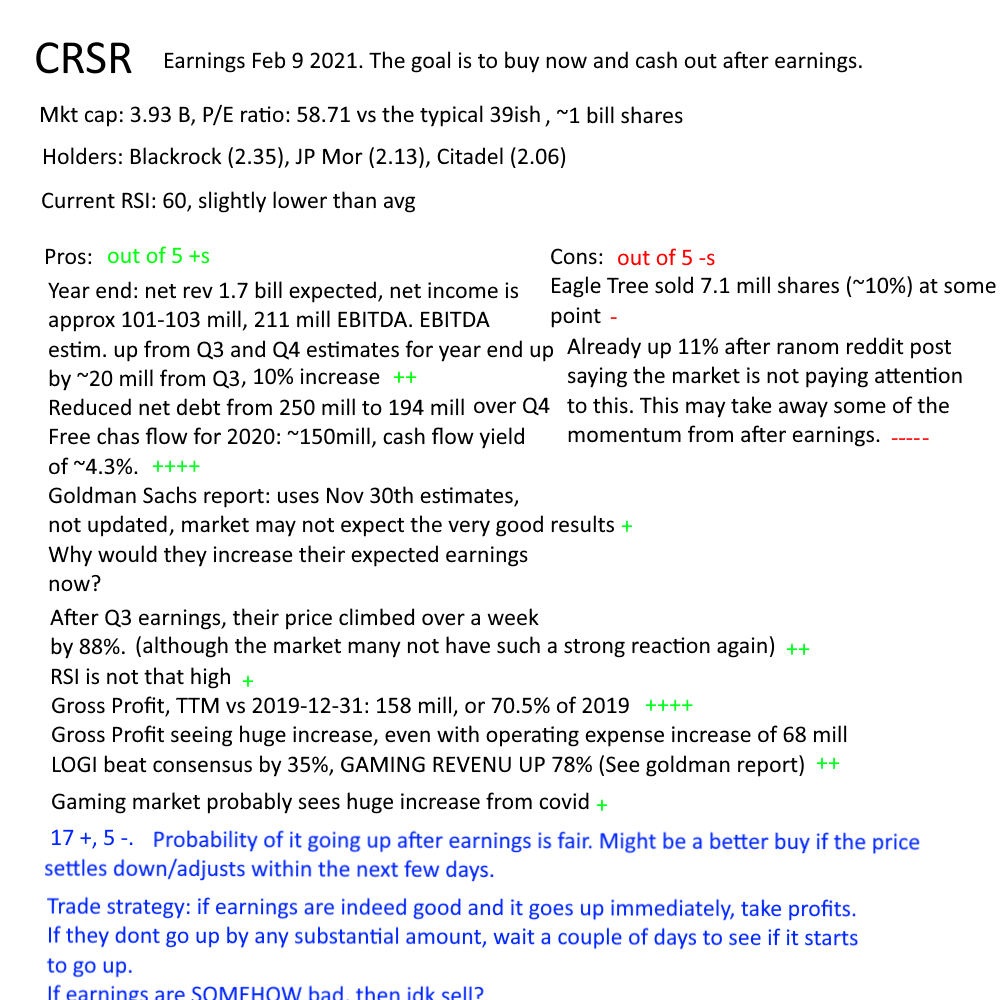 CRSR Earnings Feb 9 2021. The goal is to buy now and cash out after earnings.
Mkt cap: 3.93 B, P/E ratio: 58.71 vs the typical 39ish , ~1 bill shares
Holders: Blackrock (2.35), JP Mor (2.13), Citadel (2.06)
Current RSI: 60, slightly lower than avg
Pros: out of 5 +s
Year end: net rev 1.7 bill expected, net income is
approx 101-103 mill, 211 mill EBITDA. EBITDA
estim. up from Q3 and Q4 estimates for year end up
by ~20 mill from Q3, 10% increase ++
Reduced net debt from 250 mill to 194 mill over Q4
Free chas flow for 2020: ~150mill, cash flow yield
of ~4.3%. ++++
Goldman Sachs report: uses Nov 30th estimates,
not updated, market may not expect the very good results +
Why would they increase their expected earnings
now?
After Q3 earnings, their price climbed over a week
by 88%. (although the market many not have such a strong reaction again) ++
RSI is not that high +
Gross Profit, TTM vs 2019-12-31: 158 mill, or 70.5% of 2019 ++++
Gross Profit seeing huge increase, even with operating expense increase of 68 mill
LOGI beat consensus by 35%, GAMING REVENU UP 78% (See goldman report) ++
Gaming market probably sees huge increase from covid +
Cons: out of 5 -s
Eagle Tree sold 7.1 mill shares (~10%) at some
point -
Already up 11% after ranom reddit post
saying the market is not paying attention
to this. This may take away some of the
momentum from after earnings. -----
17 +, 5 -. Probability of it going up after earnings is fair. Might be a better buy if the price
settles down/adjusts within the next few days.
Trade strategy: if earnings are indeed good and it goes up immediately, take profits.
If they dont go up by any substantial amount, wait a couple of days to see if it starts
to go up.
If earnings are SOMEHOW bad, then idk sell?